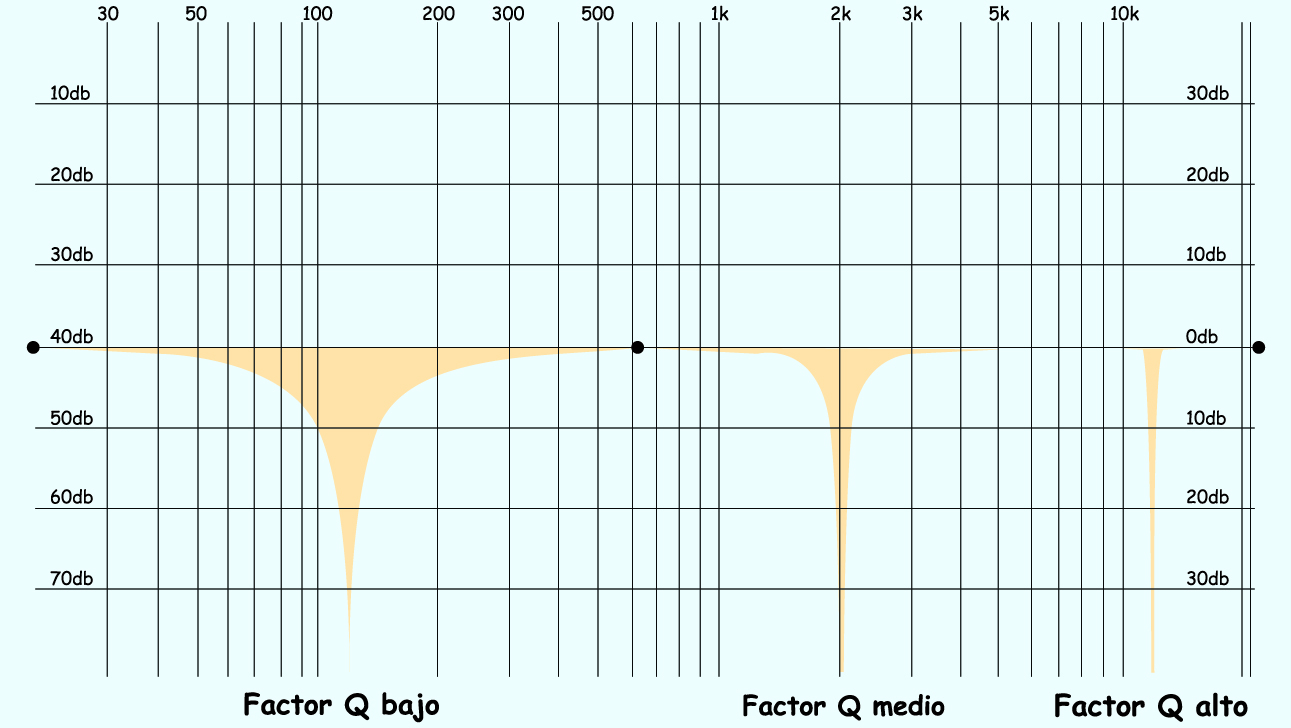 30 50 100 200 300 500 1k 2k 3k 5k 10k
10db 30db
20db 20db
30db 10db
40db 0db
50db 10db
60db 20db
70db 30db
Factor Q bajo Factor Q medio Factor Q alto